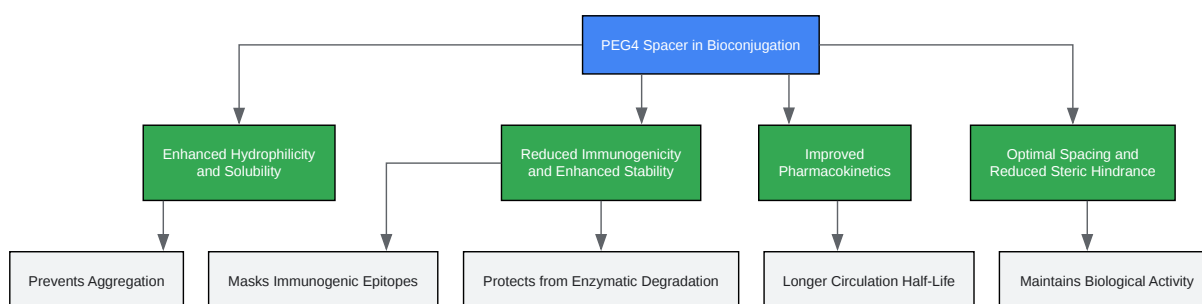 PEG4 Spacer in Bioconjugation
Enhanced Hydrophilicity
and Solubility
Reduced Immunogenicity
and Enhanced Stability
Improved
Pharmacokinetics
Optimal Spacing and
Reduced Steric Hindrance
Prevents Aggregation
Masks Immunogenic Epitopes
Protects from Enzymatic Degradation
Longer Circulation Half-Life
Maintains Biological Activity